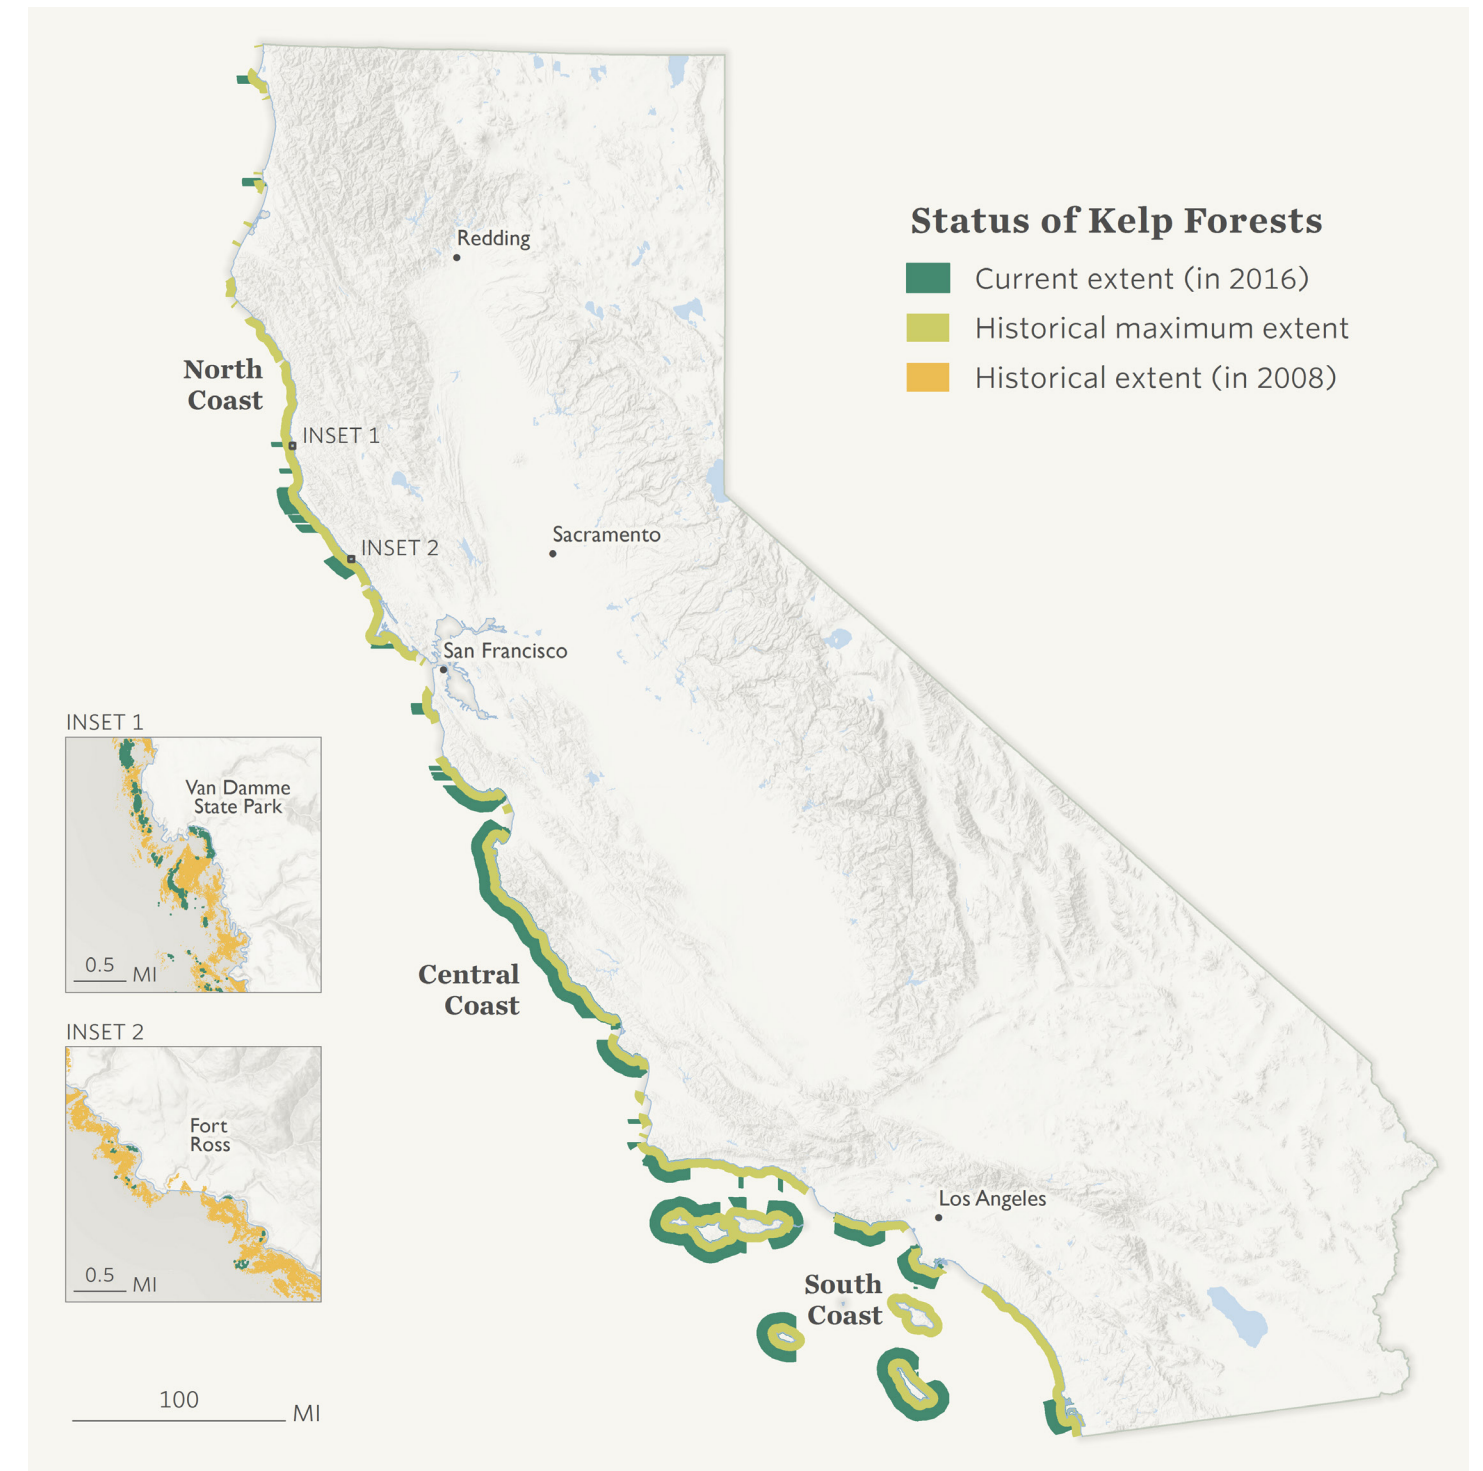 Status of Kelp Forests
Current extent (in 2016)
Historical maximum extent
Historical extent (in 2008)
Redding
North
Coast
INSET 1
INSET 2
Sacramento
San Francisco
INSET 1
Van Damme
State Park
0.5 MI
Central
Coast
INSET 2
Fort
Ross
0.5 MI
Los Angeles
South
Coast
100 MI